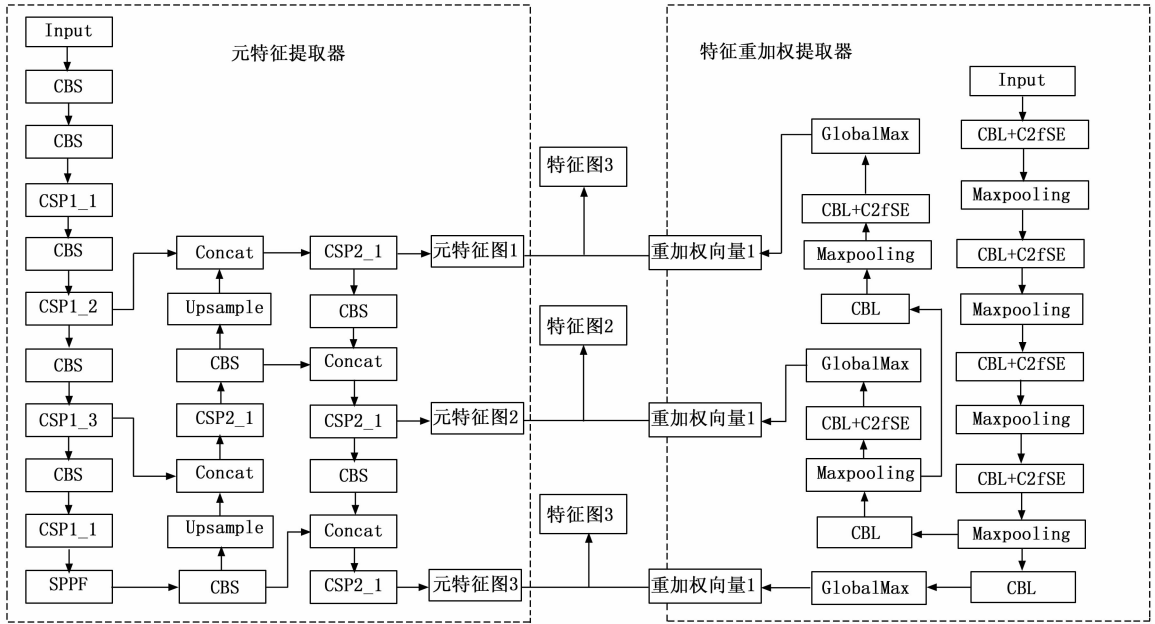 元特征提取器
Input
CBS
CBS
CSP1_1
CBS
CSP1_2
CBS
CSP1_3
CBS
CSP1_1
SPPF
Concat
Upsample
CBS
CSP2_1
Concat
Upsample
CBS
CSP2_1
CBS
Concat
CSP2_1
CBS
Concat
CSP2_1
元特征图1
元特征图2
元特征图3
特征图3
特征图2
特征图3
特征重加权提取器
重加权向量1
重加权向量1
重加权向量1
GlobalMax
CBL+C2fSE
Maxpooling
CBL
GlobalMax
CBL+C2fSE
Maxpooling
CBL
GlobalMax
Input
CBL+C2fSE
Maxpooling
CBL+C2fSE
Maxpooling
CBL+C2fSE
Maxpooling
CBL+C2fSE
Maxpooling
CBL